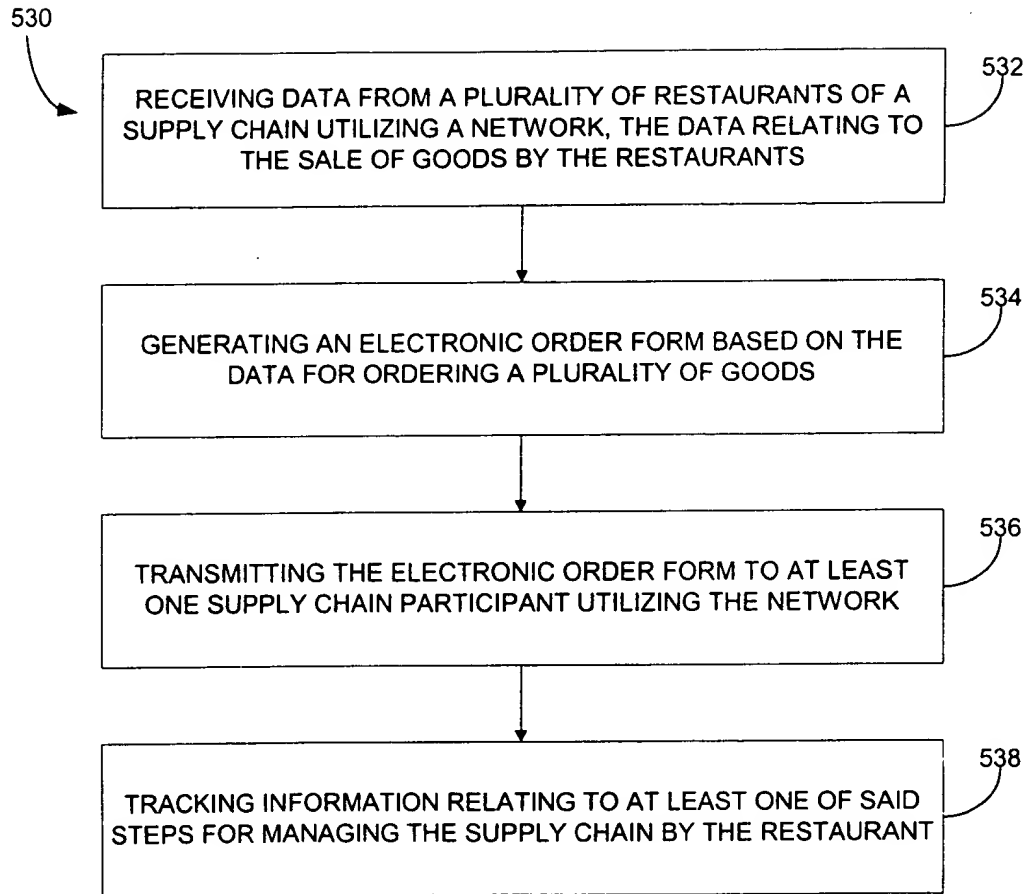 530
532
RECEIVING DATA FROM A PLURALITY OF RESTAURANTS OF A
SUPPLY CHAIN UTILIZING A NETWORK, THE DATA RELATING TO
THE SALE OF GOODS BY THE RESTAURANTS
534
GENERATING AN ELECTRONIC ORDER FORM BASED ON THE
DATA FOR ORDERING A PLURALITY OF GOODS
536
TRANSMITTING THE ELECTRONIC ORDER FORM TO AT LEAST
ONE SUPPLY CHAIN PARTICIPANT UTILIZING THE NETWORK
538
TRACKING INFORMATION RELATING TO AT LEAST ONE OF SAID
STEPS FOR MANAGING THE SUPPLY CHAIN BY THE RESTAURANT